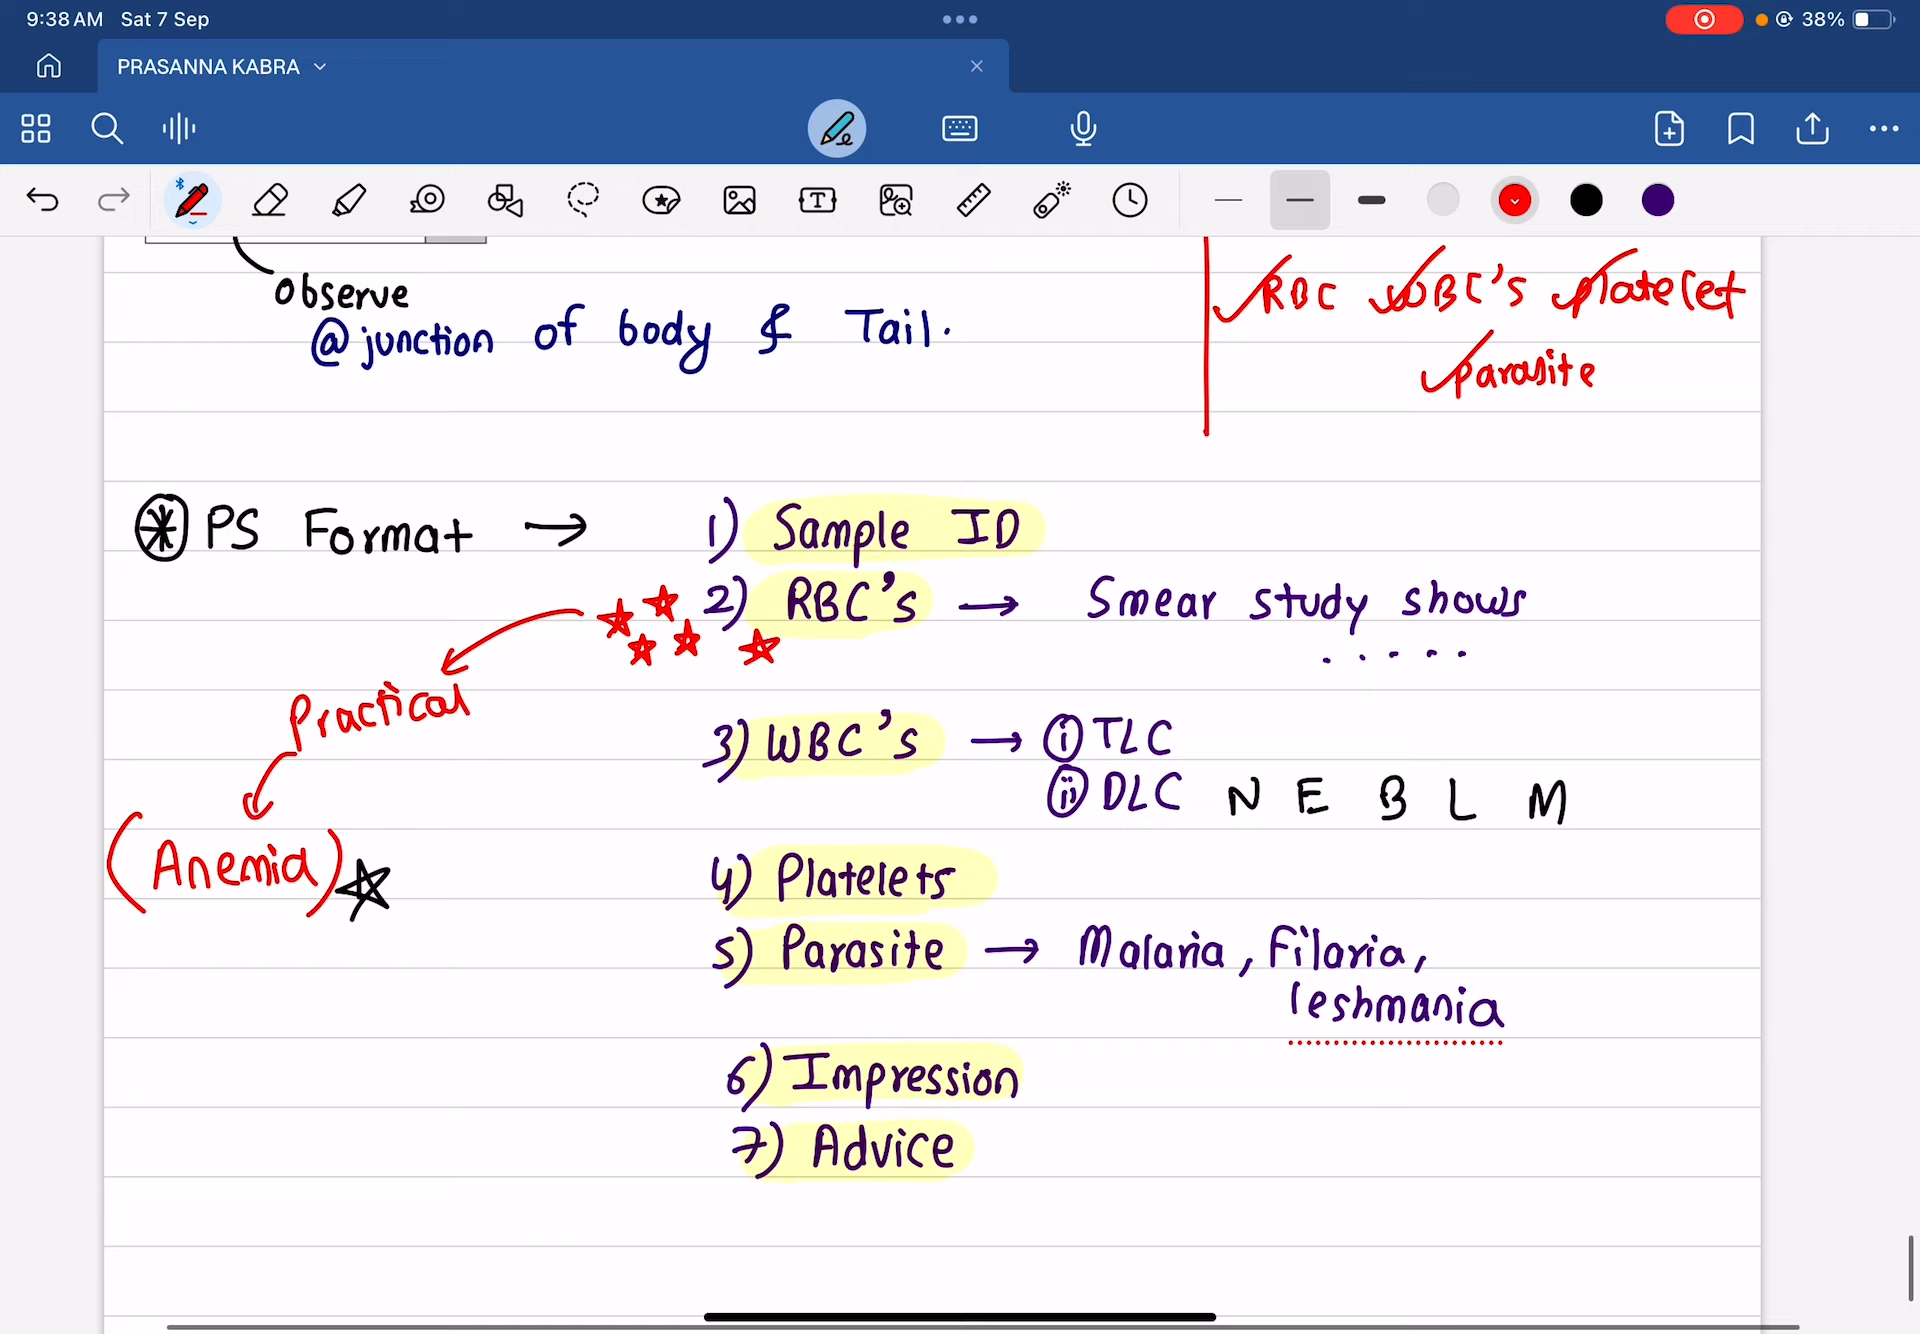 9:38 AM Sat 7 Sep
38%
PRASANNA KABRA
observe
@ junction of body & Tail.
RBC WBC's platelet
parasite
PS Format → 1) Sample ID
2) RBC's → Smear study shows
.....
Practical
3) WBC's → i TLC
ii DLC N E B L M
(Anemia)
4) Platelets
5) Parasite → Malaria, Filaria,
leshmania
6) Impression
7) Advice